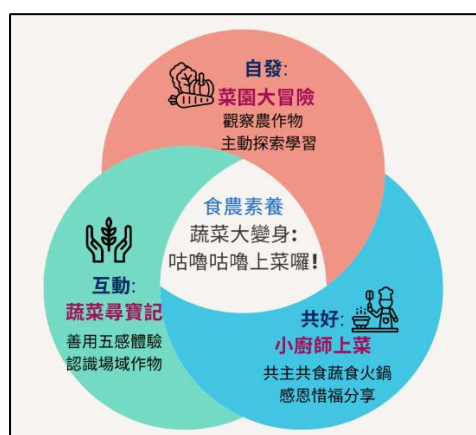 自發:
菜園大冒險
觀察農作物
主動探索學習
食農素養
蔬菜大變身:
咕嚕咕嚕上菜囉!
互動:
蔬菜尋寶記
善用五感體驗
認識場域作物
共好:
小廚師上菜
共主共食蔬食火鍋
感恩惜福分享